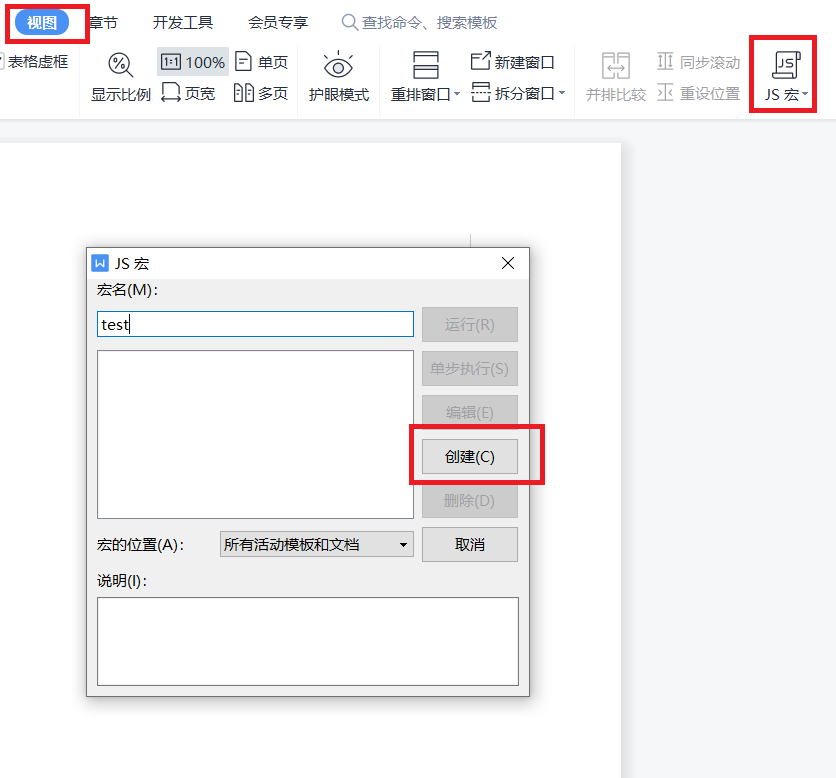 视图 章节 开发工具 会员专享 查找命令、搜索模板
表格虚框 1:1 100% 单页 新建窗口 同步滚动 JS
显示比例 页宽 多页 护眼模式 重排窗口 拆分窗口 并排比较 重设位置 JS 宏
W JS 宏
宏名(M):
test 运行(R)
单步执行(S)
编辑(E)
创建(C)
删除(D)
宏的位置(A): 所有活动模板和文档 取消
说明(I):